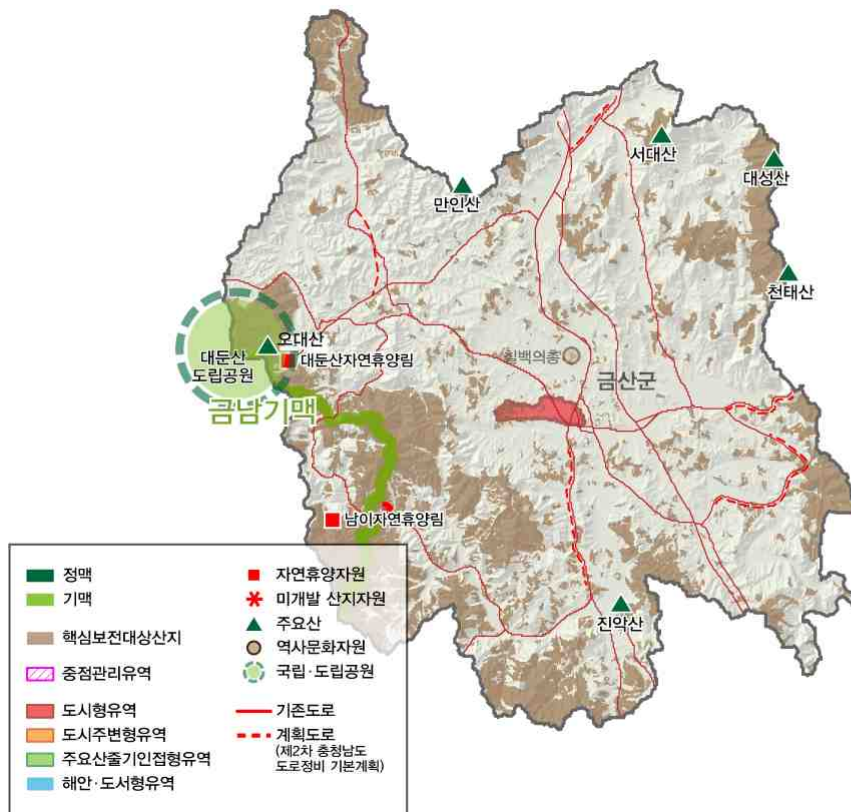 서대산
대성산
만인산
천태산
오대산
대둔산
도립공원
대둔산자연휴양림
칠백의총
금산군
금남기맥
남이자연휴양림
진악산
정맥
기맥
핵심보전대상산지
중점관리유역
도시형유역
도시주변형유역
주요산줄기인접형유역
해안·도서형유역
자연휴양자원
미개발 산지자원
주요산
역사문화자원
국립·도립공원
기존도로
계획도로
(제2차 충청남도
도로정비 기본계획)